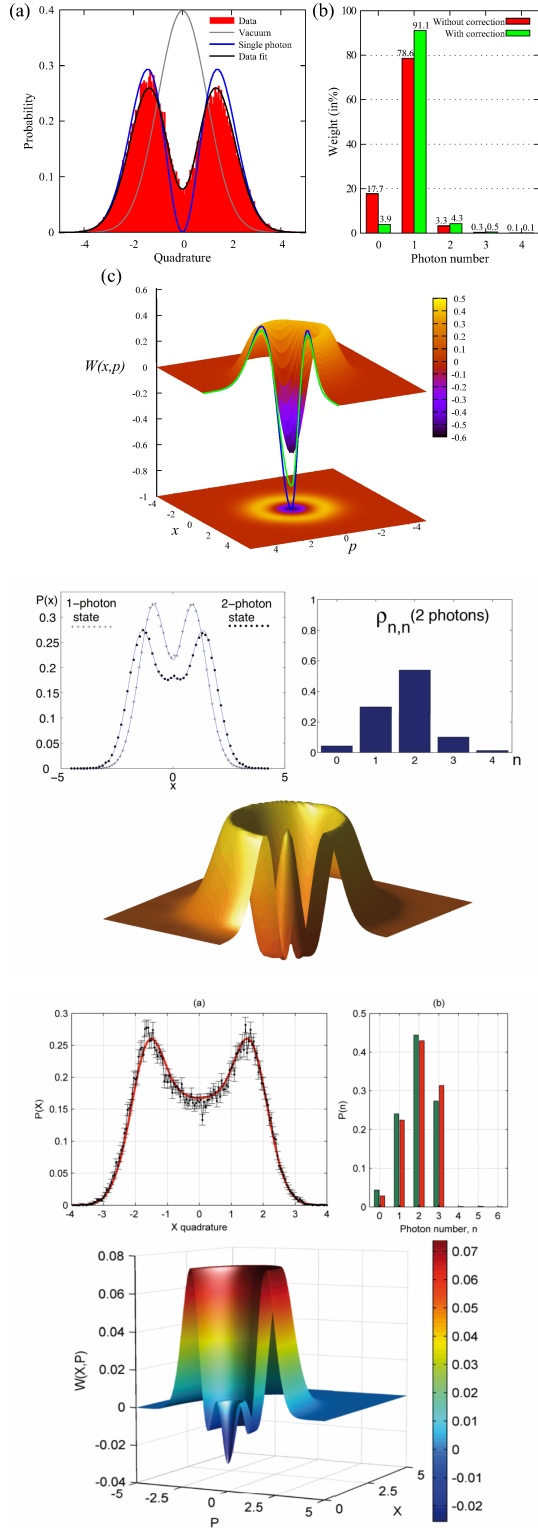 (a)
0.4
0.3
0.2
0.1
0
Probability
-4 -2 0 2 4
Quadrature
Data
Vacuum
Single photon
Data fit
(b)
100
80
60
40
20
0
Weight (in%)
Without correction
With correction
17.7 3.9 78.6 91.1 3.3 4.3 0.3 0.5 0.1 0.1
0 1 2 3 4
Photon number
(c)
0.6
0.4
0.2
0
-0.2
-0.4
-0.6
-0.8
-1
W(x,p)
-4 -2 0 2 4
x
4 2 0 -2 -4
p
0.5
0.4
0.3
0.2
0.1
0
-0.1
-0.2
-0.3
-0.4
-0.5
-0.6
P(x)
0.3
0.25
0.2
0.15
0.1
0.05
0
1-photon
state
2-photon
state
−5 0 5
x
1
0.8
0.6
0.4
0.2
0
ρn,n(2 photons)
0 1 2 3 4 n
(a)
0.3
0.25
0.2
0.15
0.1
0.05
0
P(X)
-4 -3 -2 -1 0 1 2 3 4
X quadrature
(b)
0.5
0.4
0.3
0.2
0.1
0
P(n)
0 1 2 3 4 5 6
Photon number, n
0.08
0.06
0.04
0.02
0
-0.02
-0.04
W(X,P)
-5 -2.5 0 2.5 5
P
0 2.5 5
X
0.07
0.06
0.05
0.04
0.03
0.02
0.01
0
-0.01
-0.02